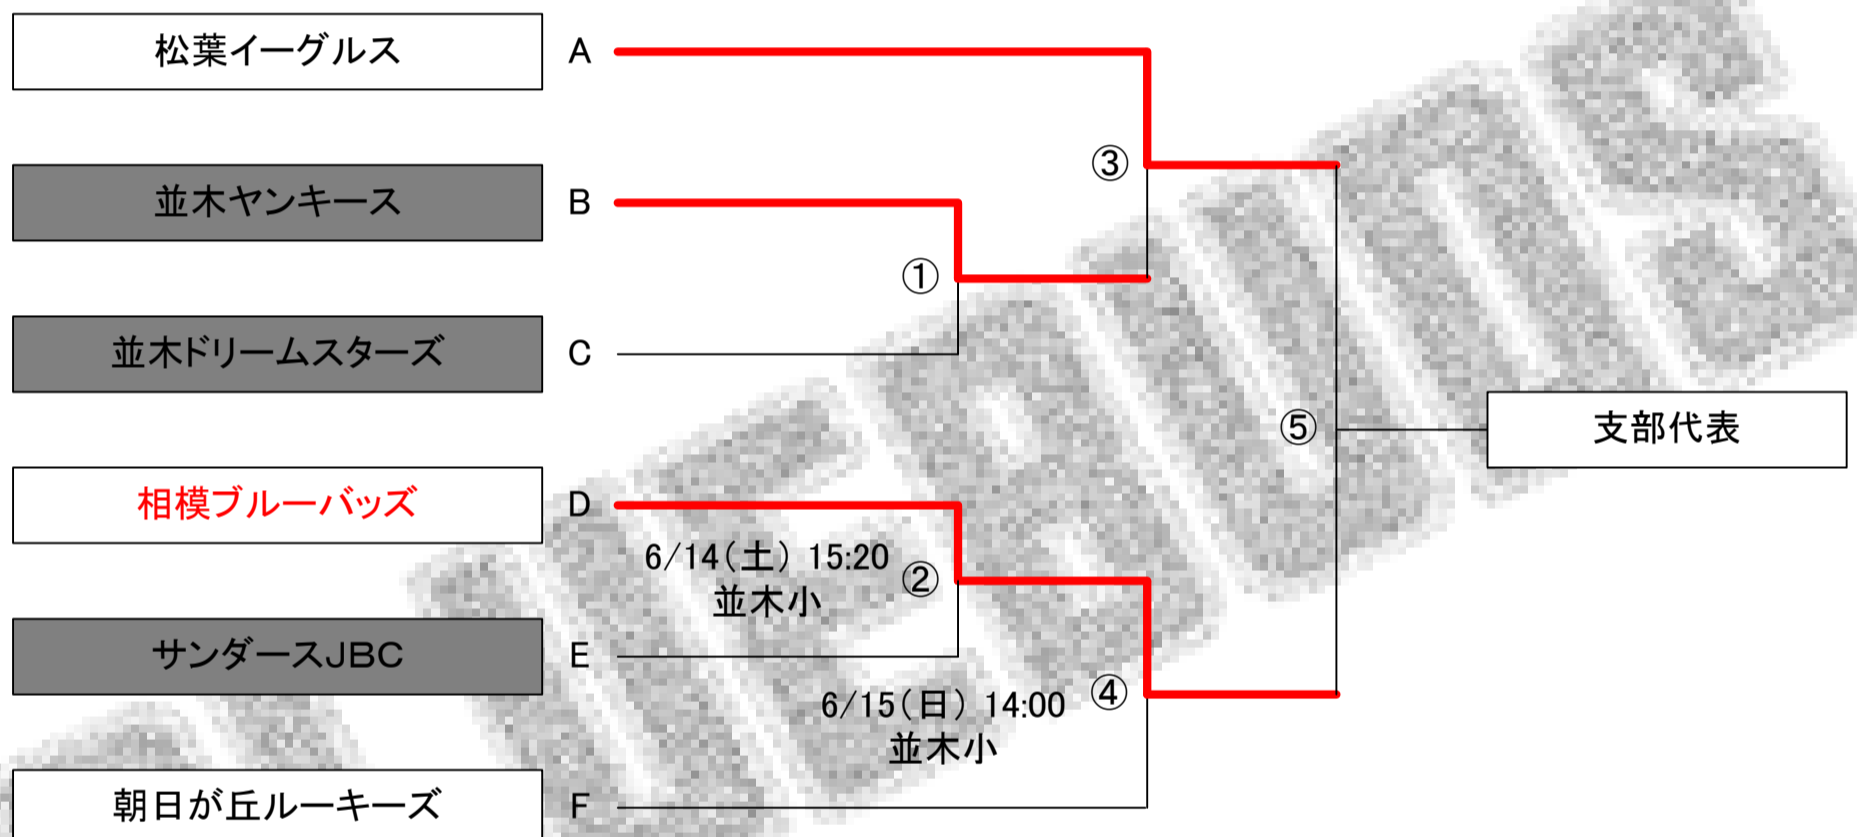 松葉イーグルス A
③
並木ヤンキース B
①
並木ドリームスターズ C
⑤ 支部代表
相模ブルーバッズ D
6/14(土) 15:20
並木小
②
サンダースJBC E
6/15(日) 14:00
並木小
④
朝日が丘ルーキーズ F